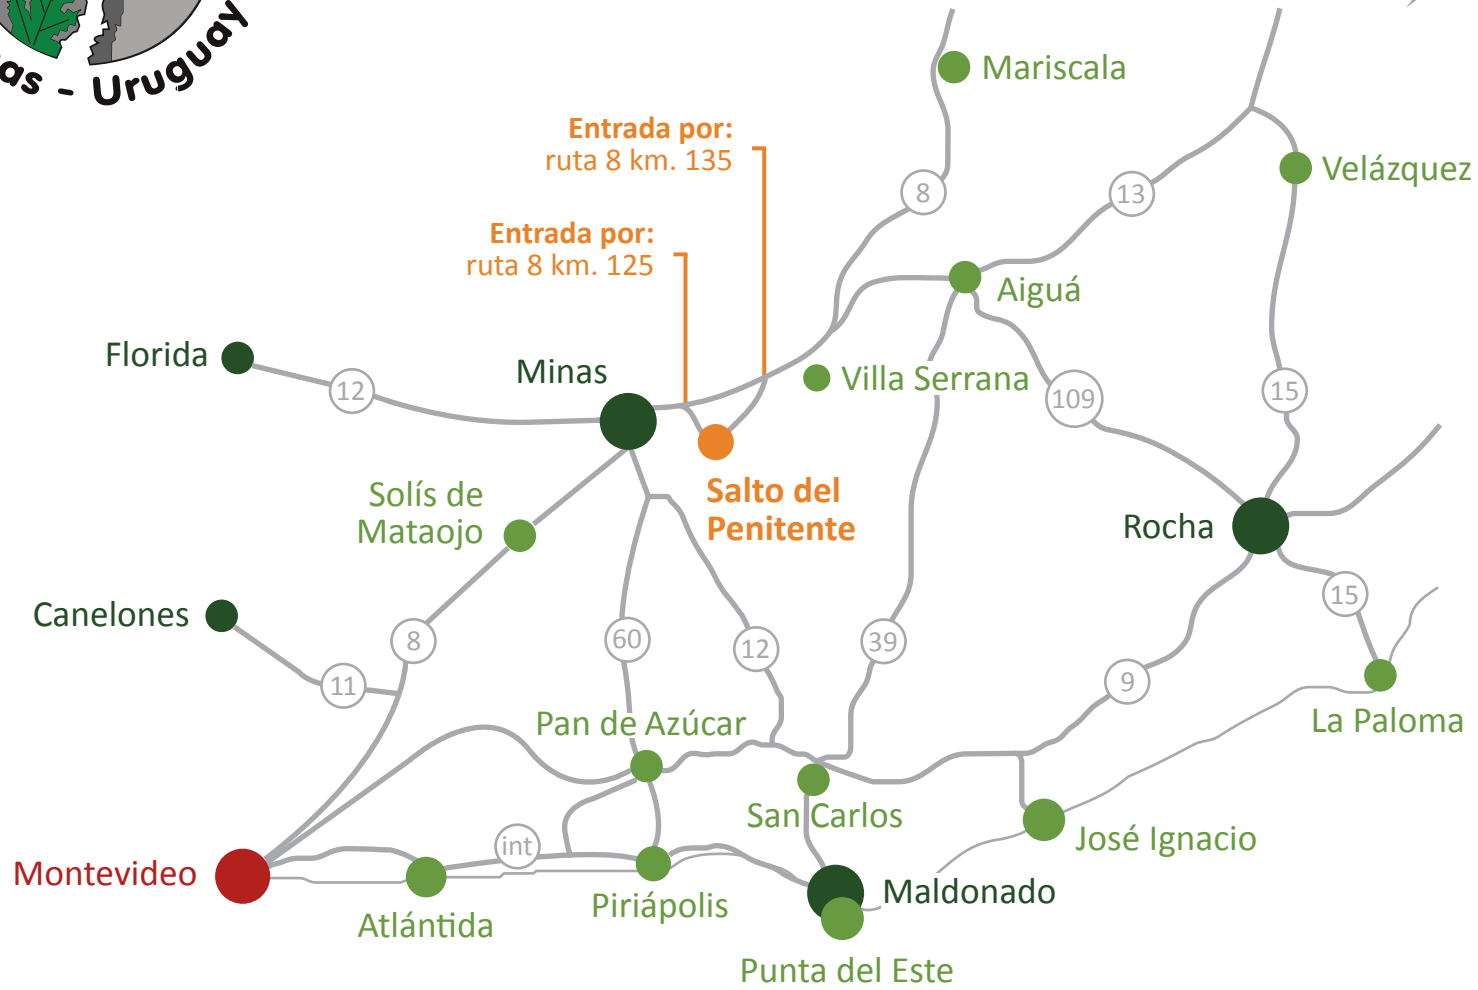 - Uruguay
Mariscala
Entrada por:
ruta 8 km. 135
Velázquez
8
13
Entrada por:
ruta 8 km. 125
Aiguá
Florida
Minas
Villa Serrana
12
109
15
Solís de
Mataojo
Salto del
Penitente
Rocha
Canelones
15
8
60
12
39
11
9
Pan de Azúcar
La Paloma
San Carlos
int
José Ignacio
Montevideo
Maldonado
Piriápolis
Atlántida
Punta del Este